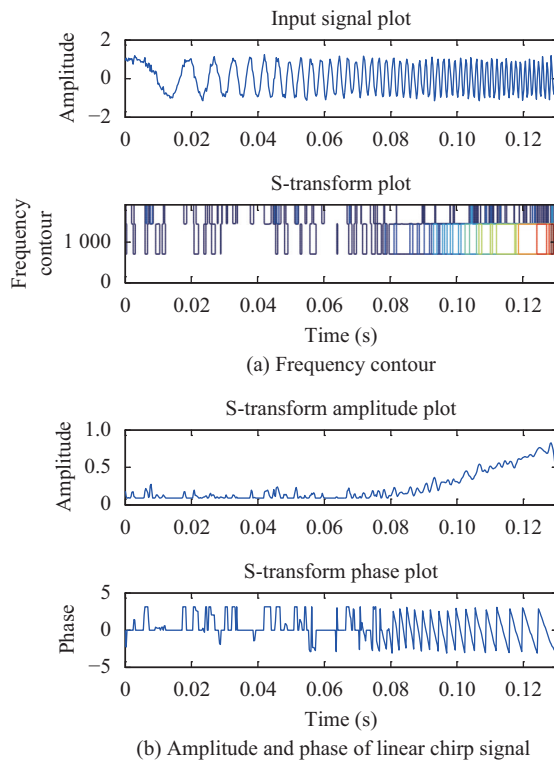 Input signal plot
2
0
−2
Amplitude
0 0.02 0.04 0.06 0.08 0.10 0.12
S-transform plot
1 000
0
Frequency
contour
0 0.02 0.04 0.06 0.08 0.10 0.12
Time (s)
(a) Frequency contour
S-transform amplitude plot
1.0
0.5
0
Amplitude
0 0.02 0.04 0.06 0.08 0.10 0.12
S-transform phase plot
5
0
−5
Phase
0 0.02 0.04 0.06 0.08 0.10 0.12
Time (s)
(b) Amplitude and phase of linear chirp signal